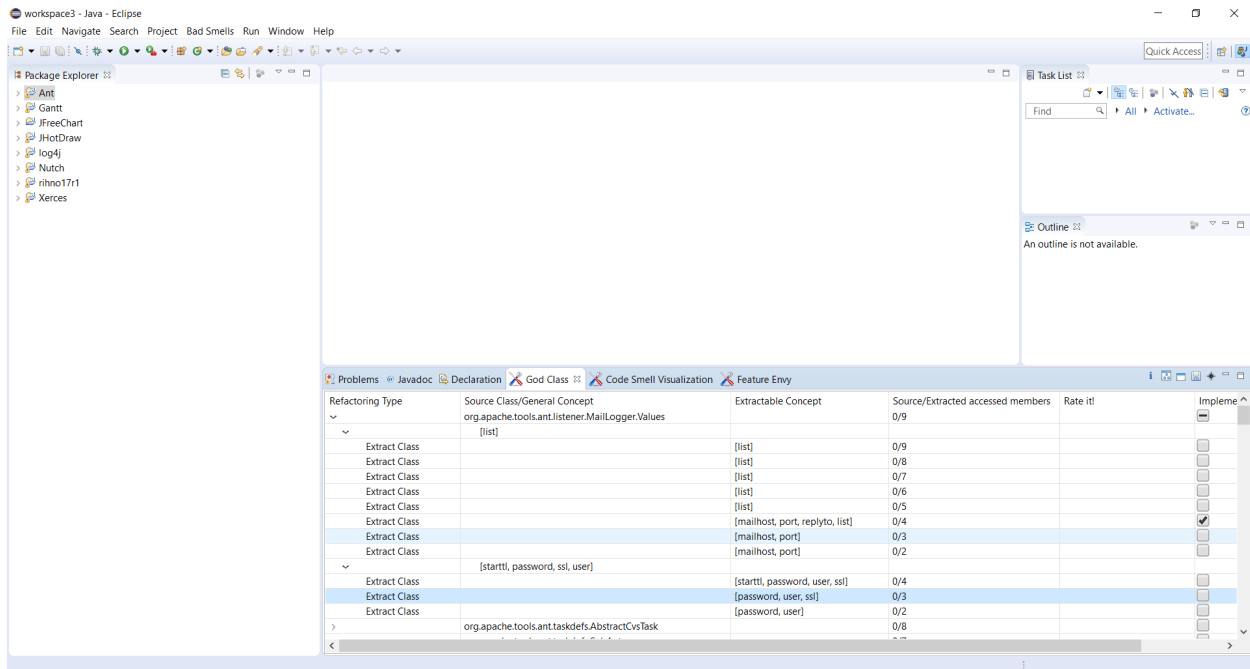 workspace3 - Java - Eclipse
File Edit Navigate Search Project Bad Smells Run Window Help
Quick Access
Package Explorer
Ant
Gantt
JFreeChart
JHotDraw
log4j
Nutch
rihno17r1
Xerces
Task List
Find All Activate...
Outline
An outline is not available.
Problems Javadoc Declaration God Class Code Smell Visualization Feature Envy
Refactoring Type Source Class/General Concept Extractable Concept Source/Extracted accessed members Rate it! Impleme
org.apache.tools.ant.listener.MailLogger.Values 0/9
[list]
Extract Class [list] 0/9
Extract Class [list] 0/8
Extract Class [list] 0/7
Extract Class [list] 0/6
Extract Class [list] 0/5
Extract Class [mailhost, port, replyto, list] 0/4
Extract Class [mailhost, port] 0/3
Extract Class [mailhost, port] 0/2
[starttl, password, ssl, user]
Extract Class [starttl, password, user, ssl] 0/4
Extract Class [password, user, ssl] 0/3
Extract Class [password, user] 0/2
org.apache.tools.ant.taskdefs.AbstractCvsTask 0/8